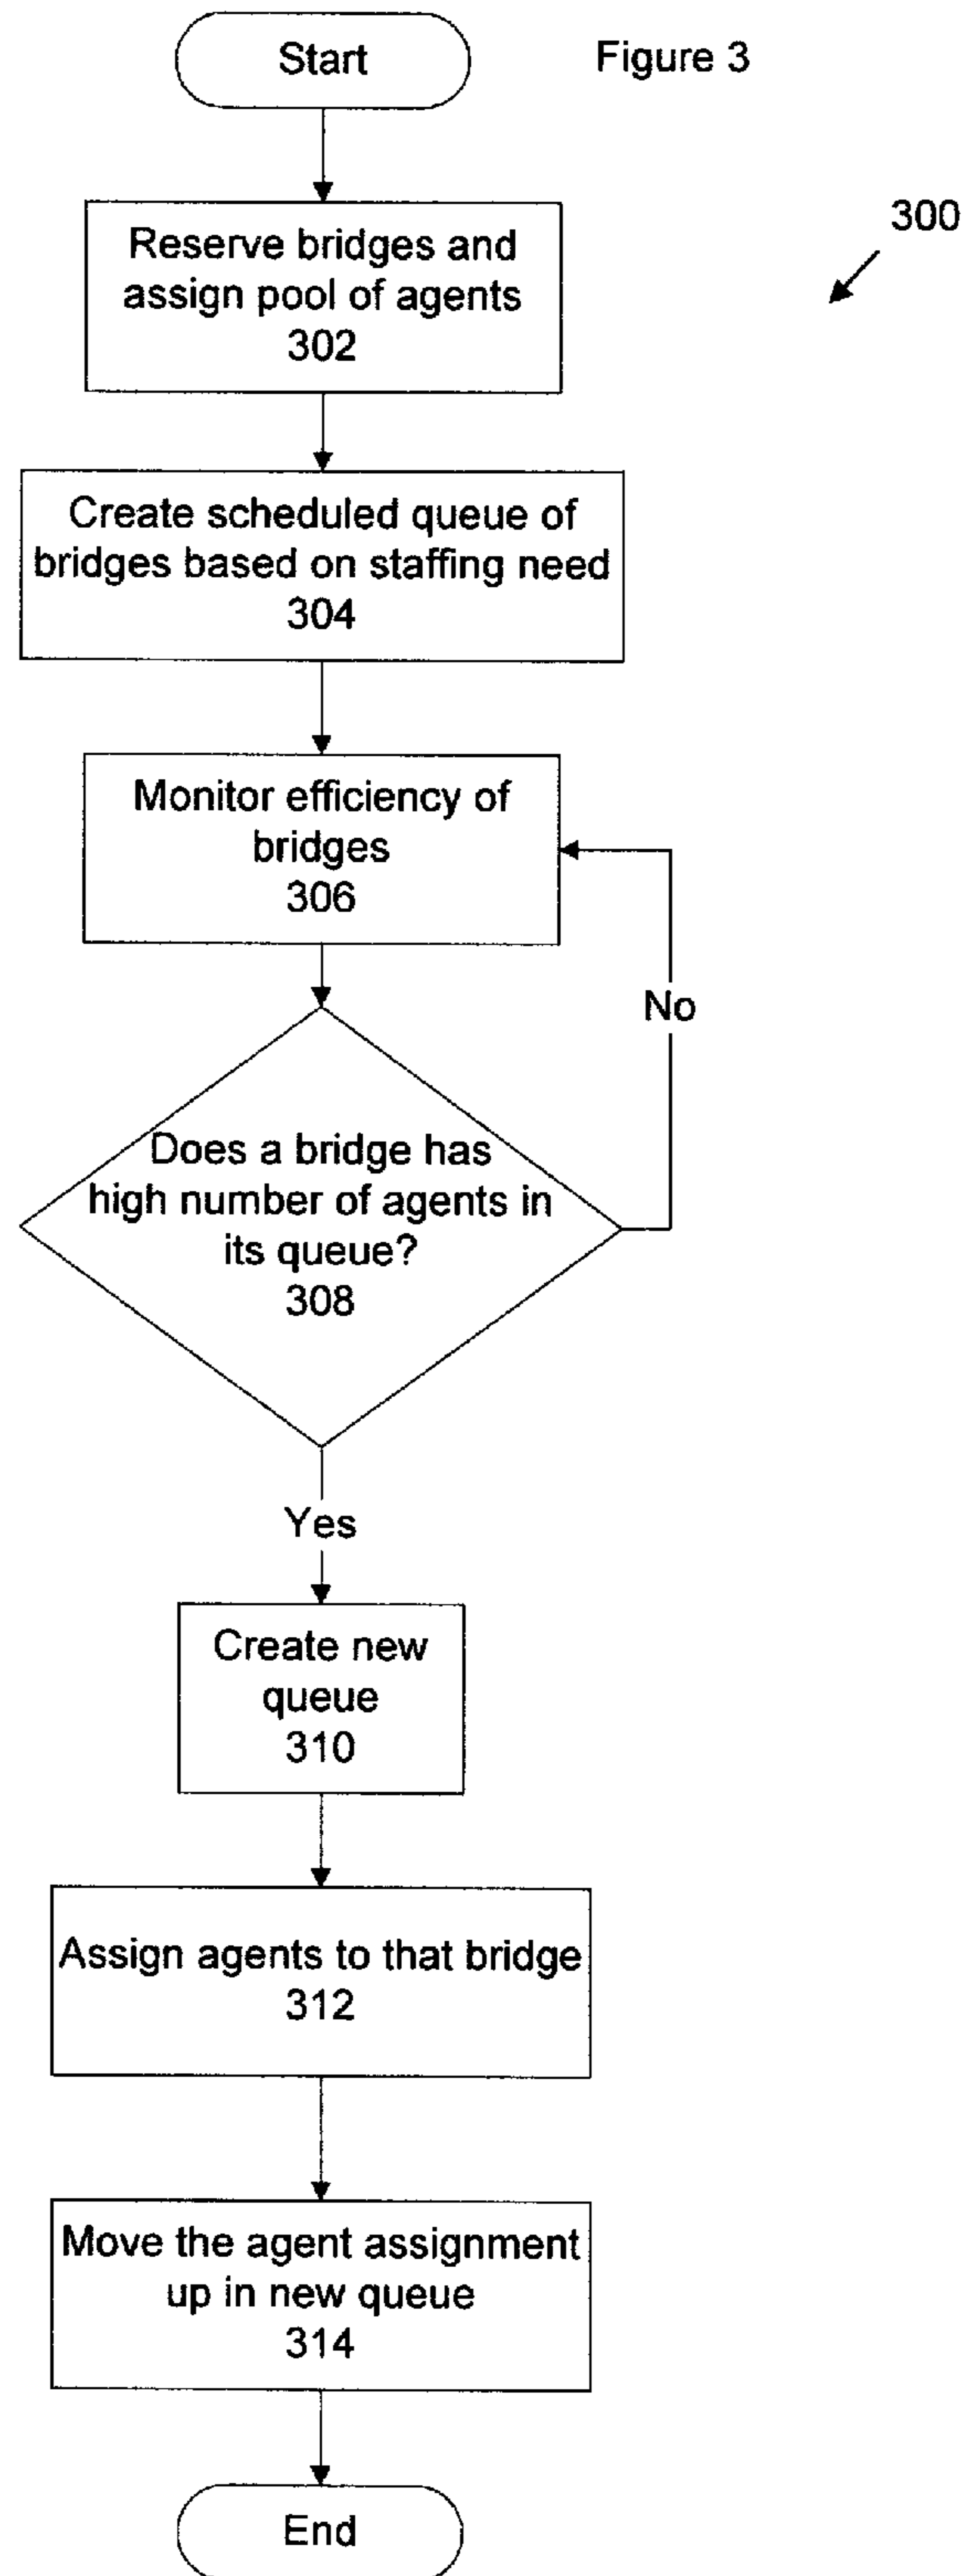 Start
Figure 3
300
Reserve bridges and
assign pool of agents
302
Create scheduled queue of
bridges based on staffing need
304
Monitor efficiency of
bridges
306
No
Does a bridge has
high number of agents in
its queue?
308
Yes
Create new
queue
310
Assign agents to that bridge
312
Move the agent assignment
up in new queue
314
End